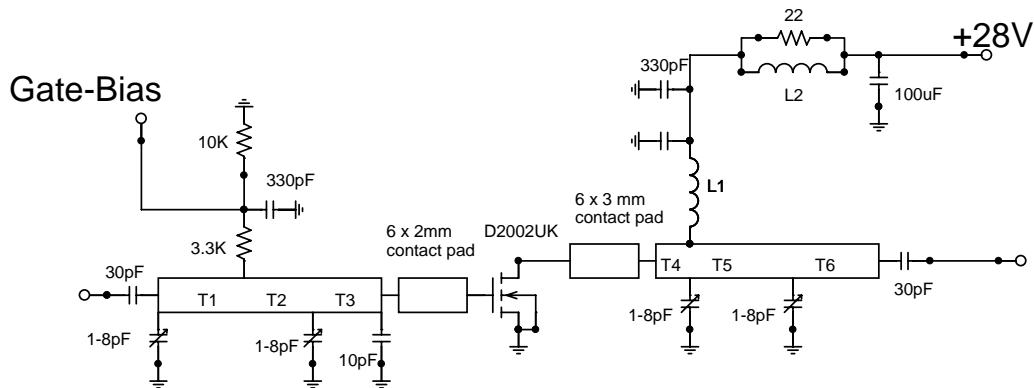 22
+28V
330pF
Gate-Bias
L2
100uF
10K
330pF
L1
6 x 3 mm
contact pad
6 x 2mm
contact pad
D2002UK
3.3K
30pF
T1
T2
T3
T4
T5
T6
30pF
1-8pF
1-8pF
10pF
1-8pF
1-8pF